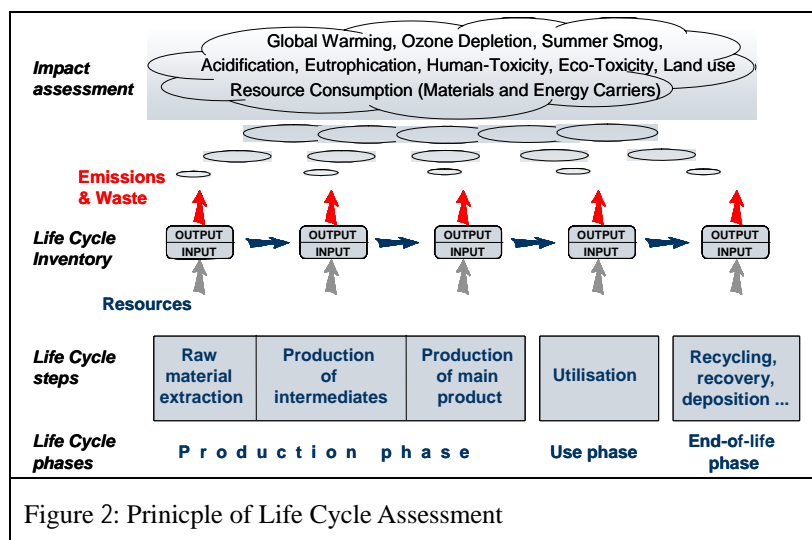 Global Warming, Ozone Depletion, Summer Smog,
Impact
assessment
Acidification, Eutrophication, Human-Toxicity, Eco-Toxicity, Land use
Resource Consumption (Materials and Energy Carriers)
Emissions
& Waste
Life Cycle
Inventory
OUTPUT
INPUT
OUTPUT
INPUT
OUTPUT
INPUT
OUTPUT
INPUT
OUTPUT
INPUT
Resources
Life Cycle
steps
Raw
material
extraction
Production
of
intermediates
Production
of main
product
Utilisation
Recycling,
recovery,
deposition ...
Life Cycle
phases
Production phase
Use phase
End-of-life
phase
Figure 2: Prinicple of Life Cycle Assessment